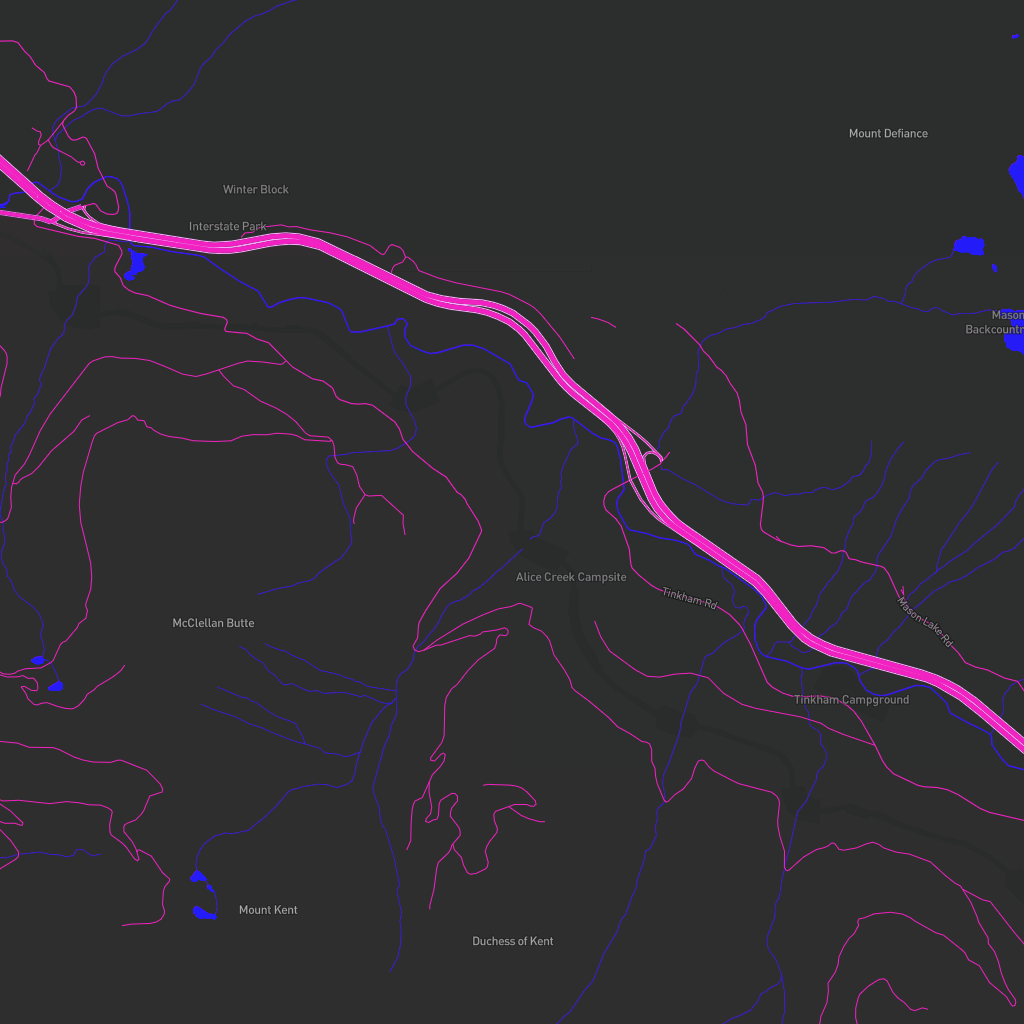 Mount Defiance
Winter Block
Interstate Park
Mason
Backcountr
Alice Creek Campsite
Tinkham Rd
Mason Lake Rd
McClellan Butte
Tinkham Campground
Mount Kent
Duchess of Kent